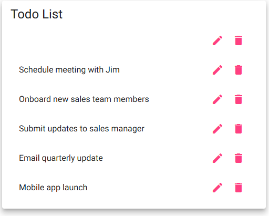 Todo List
Schedule meeting with Jim
Onboard new sales team members
Submit updates to sales manager
Email quarterly update
Mobile app launch